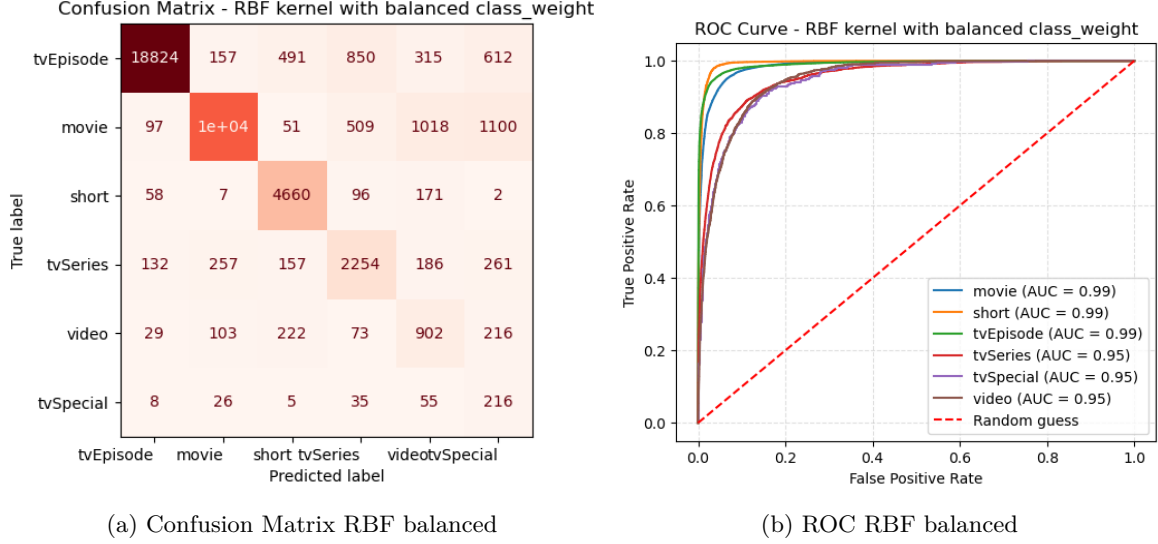 Confusion Matrix - RBF kernel with balanced class_weight
True label
tvEpisode 18824 157 491 850 315 612
movie 97 1e+04 51 509 1018 1100
short 58 7 4660 96 171 2
tvSeries 132 257 157 2254 186 261
video 29 103 222 73 902 216
tvSpecial 8 26 5 35 55 216
tvEpisode movie short tvSeries video tvSpecial
Predicted label
(a) Confusion Matrix RBF balanced
ROC Curve - RBF kernel with balanced class_weight
True Positive Rate
1.0
0.8
0.6
0.4
0.2
0.0
movie (AUC = 0.99)
short (AUC = 0.99)
tvEpisode (AUC = 0.99)
tvSeries (AUC = 0.95)
tvSpecial (AUC = 0.95)
video (AUC = 0.95)
Random guess
0.0 0.2 0.4 0.6 0.8 1.0
False Positive Rate
(b) ROC RBF balanced